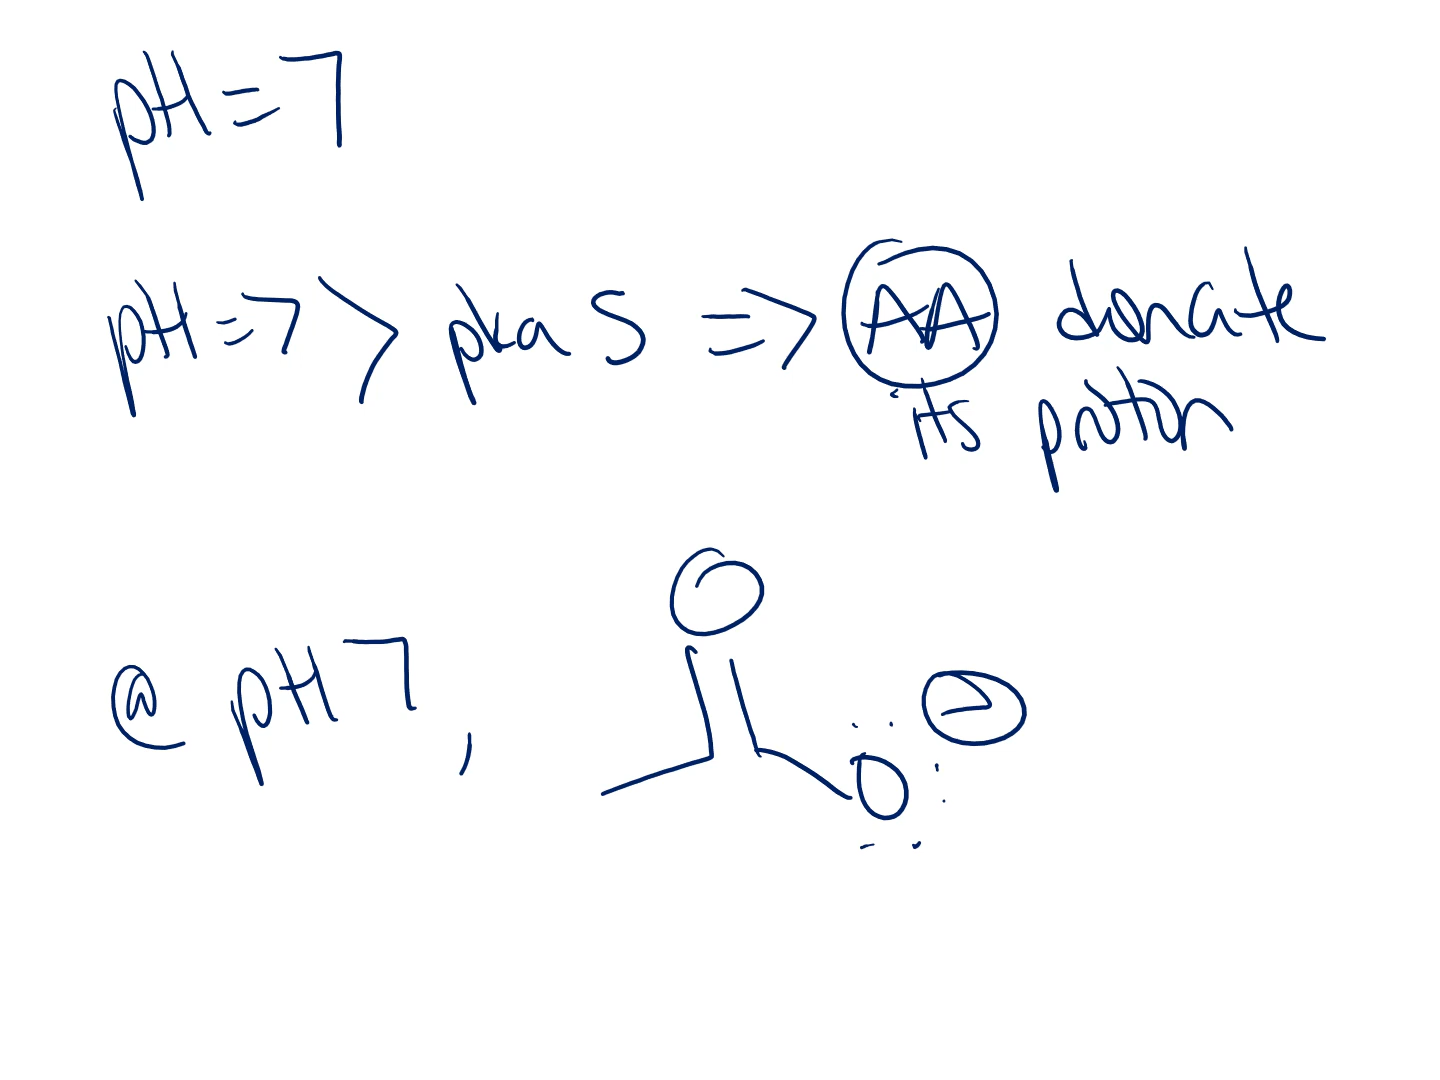 pH = 7
pH = 7 > pka 5 => AA donate
its proton
@ pH 7,
O
O ⊖